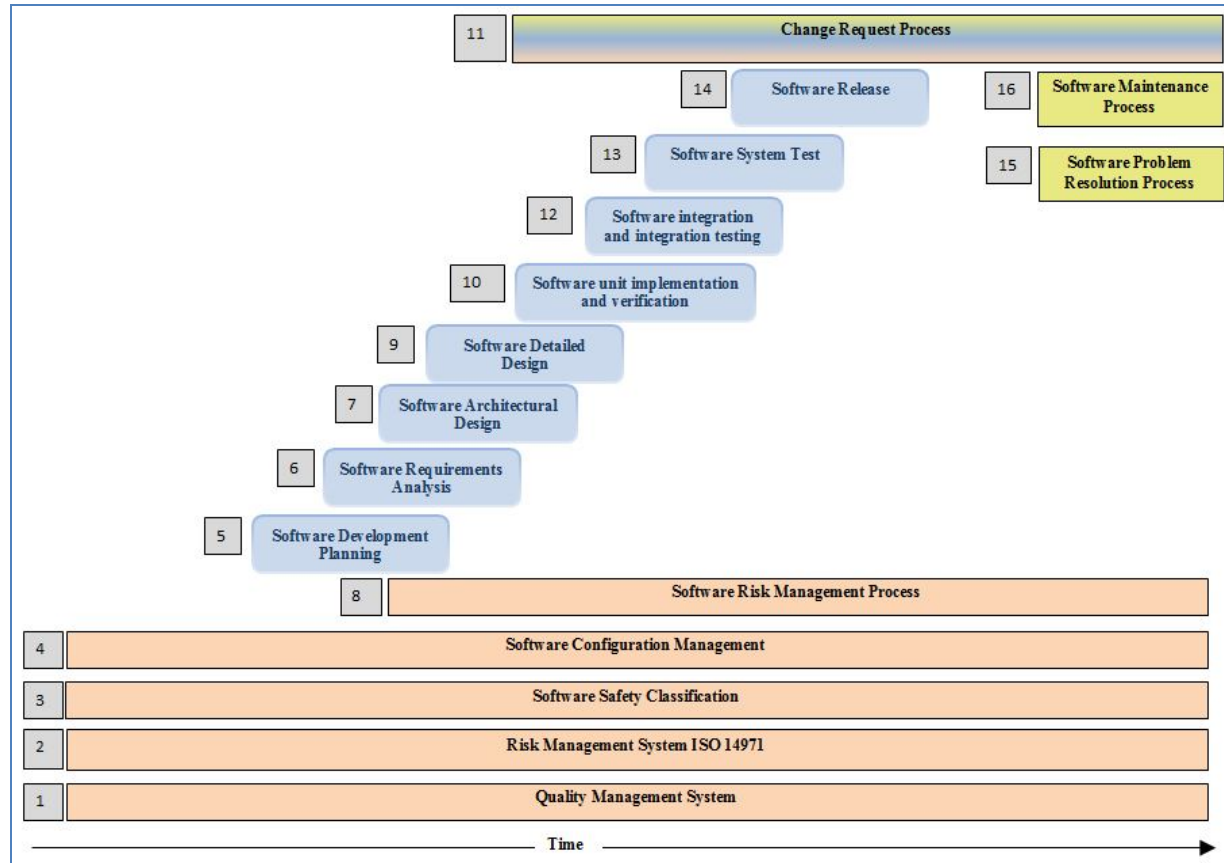 11
Change Request Process
14
Software Release
16
Software Maintenance
Process
13
Software System Test
15
Software Problem
Resolution Process
12
Software integration
and integration testing
10
Software unit implementation
and verification
9
Software Detailed
Design
7
Software Architectural
Design
6
Software Requirements
Analysis
5
Software Development
Planning
8
Software Risk Management Process
4
Software Configuration Management
3
Software Safety Classification
2
Risk Management System ISO 14971
1
Quality Management System
Time